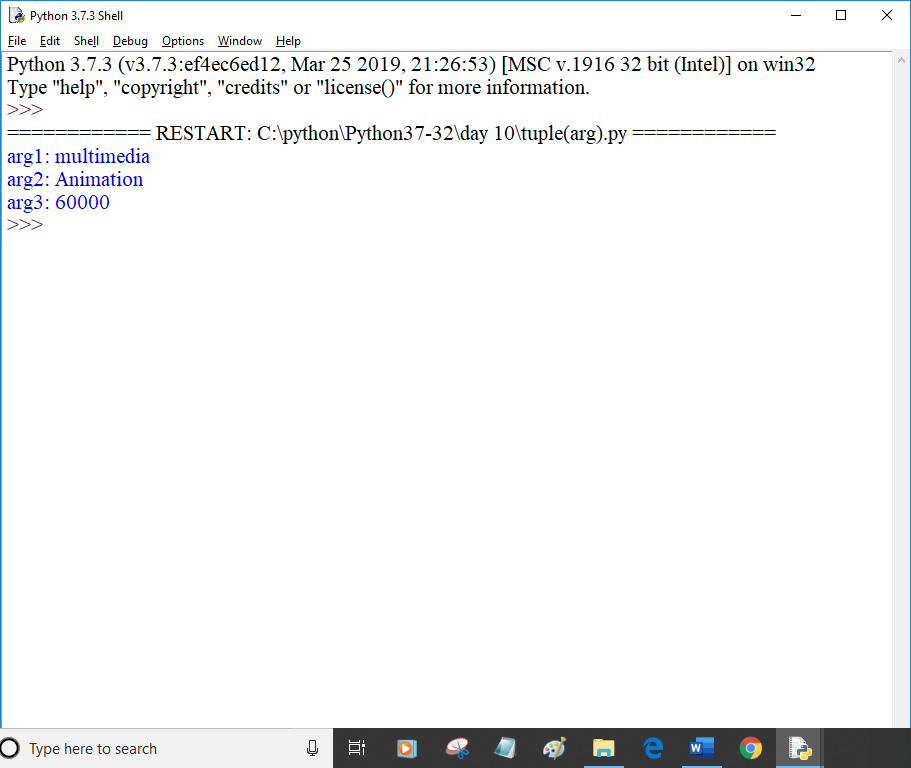 Python 3.7.3 Shell
File Edit Shell Debug Options Window Help
Python 3.7.3 (v3.7.3:ef4ec6ed12, Mar 25 2019, 21:26:53) [MSC v.1916 32 bit (Intel)] on win32
Type "help", "copyright", "credits" or "license()" for more information.
>>>
============ RESTART: C:\python\Python37-32\day 10\tuple(arg).py ============
arg1: multimedia
arg2: Animation
arg3: 60000
>>>
Type here to search